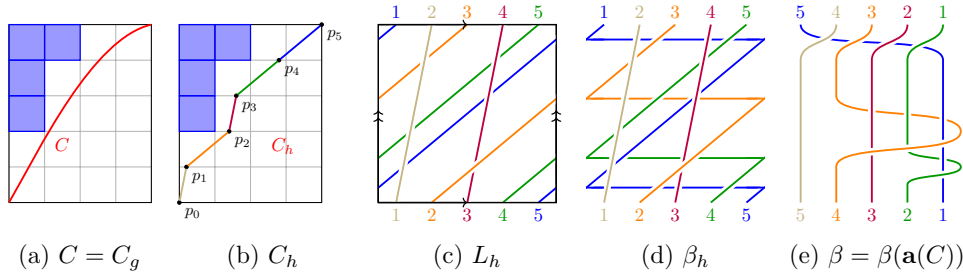 1 2 3 4 5 1 2 3 4 5 5 4 3 2 1
C
p₀ p₁ p₂ p₃ p₄ p₅
C_h
1 2 3 4 5 1 2 3 4 5 5 4 3 2 1
(a) C = C_g (b) C_h (c) L_h (d) β_h (e) β = β(𝐚(C))